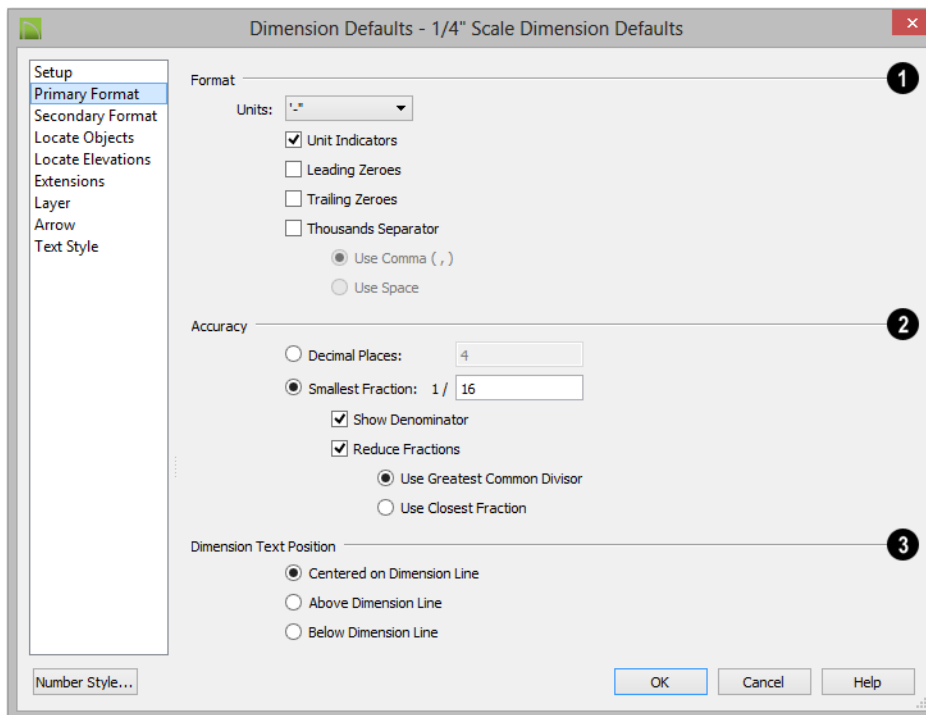 Dimension Defaults - 1/4" Scale Dimension Defaults
Setup
Primary Format
Secondary Format
Locate Objects
Locate Elevations
Extensions
Layer
Arrow
Text Style
Format
1
Units: '-"
Unit Indicators
Leading Zeroes
Trailing Zeroes
Thousands Separator
Use Comma ( , )
Use Space
Accuracy
2
Decimal Places: 4
Smallest Fraction: 1 / 16
Show Denominator
Reduce Fractions
Use Greatest Common Divisor
Use Closest Fraction
Dimension Text Position
3
Centered on Dimension Line
Above Dimension Line
Below Dimension Line
Number Style...
OK
Cancel
Help